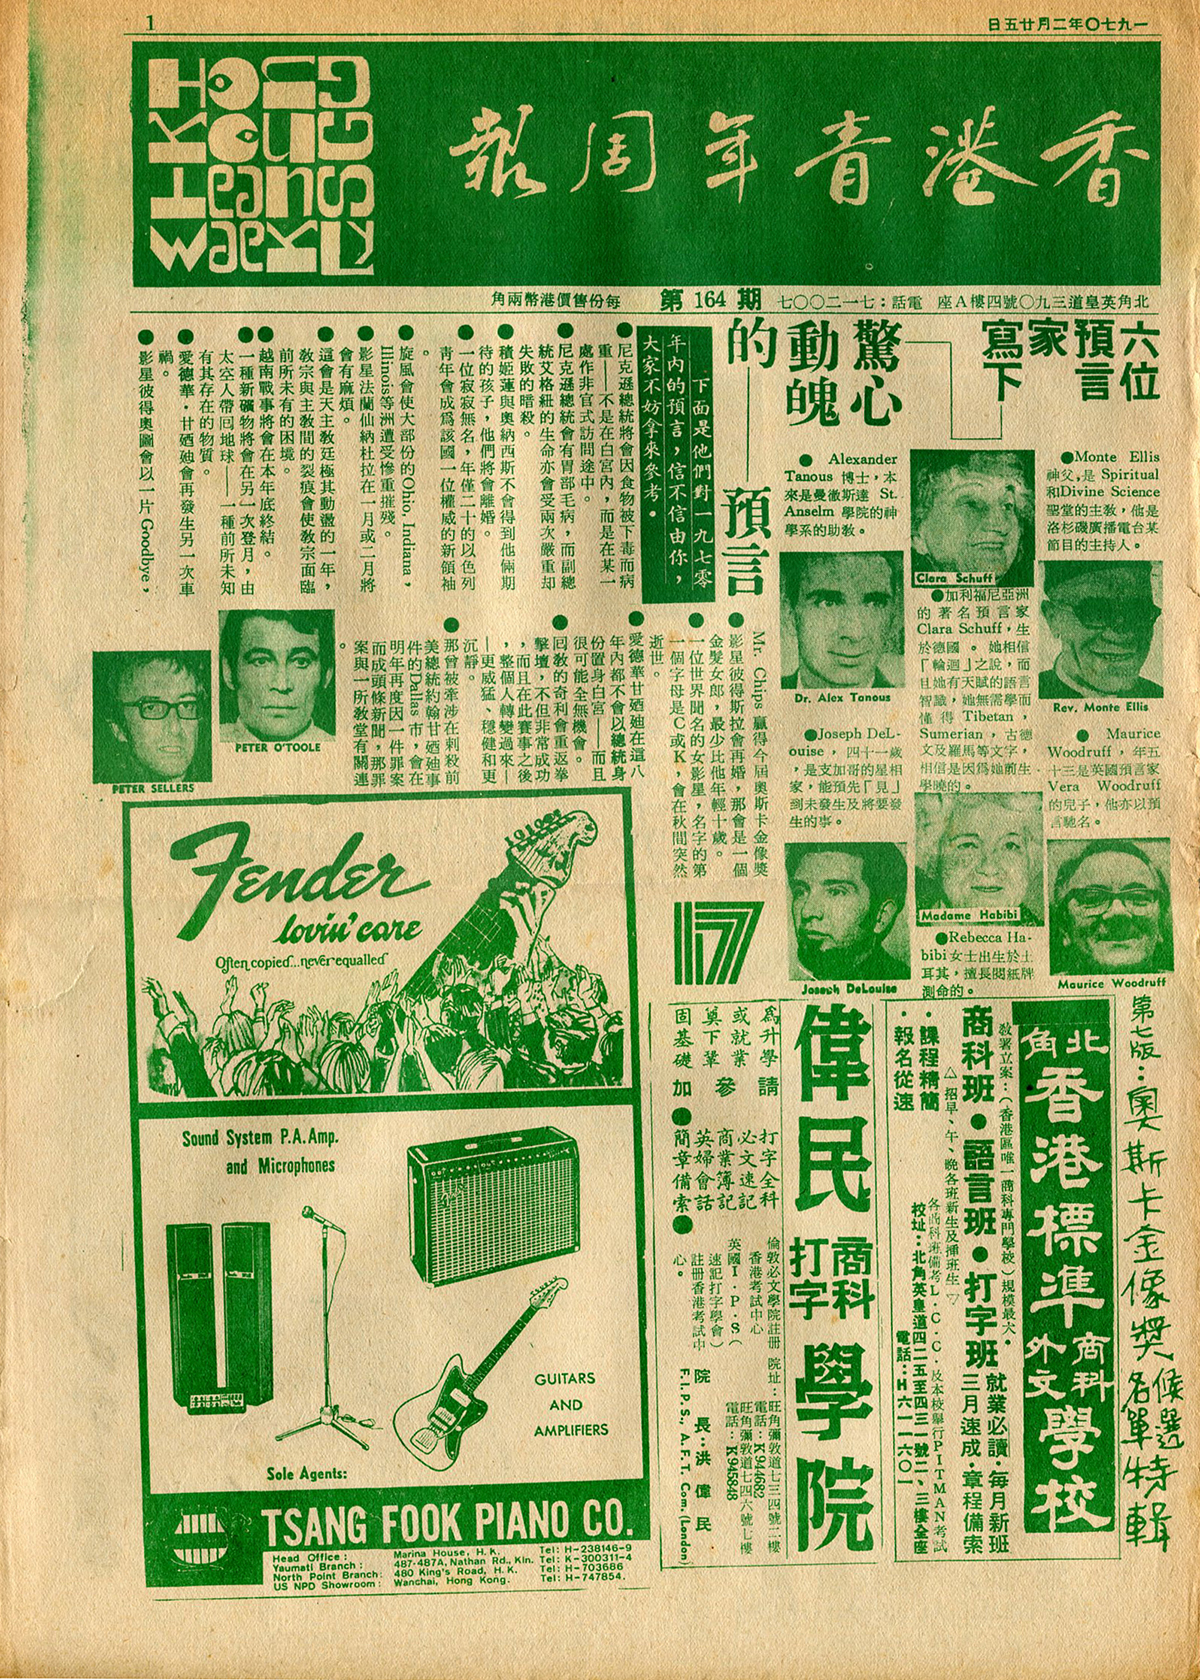 1
一九七〇年二月廿五日
Hong Kong
Young
Weekly
香港青年周報
北角英皇道三九〇號四樓A座 電話：七一二〇〇七
第 164 期
每份售價港幣兩角
六位
預言
家
寫下
驚心
動魄
的——預言
下面是他們對一九七零
年內的預言，信不信由你，
大家不妨拿來參考。
●尼克遜總統將會因食物被下毒而病
重——不是在白宮內，而是在某一
處作非官式訪問途中。
●尼克遜總統會有胃部毛病，而副總
統艾格紐的生命亦會受兩次嚴重却
失敗的暗殺。
●積姬蓮與奧納西斯不會得到他倆期
待的孩子，他們將會離婚。
●一位寂寂無名，年僅二十的以色列
靑年會成爲該國一位權威的新領袖
。
●旋風會使大部份的Ohio, Indiana,
Illinois等洲遭受慘重摧殘。
●影星法蘭仙納杜拉在一月或二月將
會有麻煩。
●這會是天主敎廷極其動盪的一年，
敎宗與主敎間的裂痕會使敎宗面臨
前所未有的困境。
●越南戰事將會在本年底終結。
●一種新礦物將會在另一次登月，由
太空人帶囘地球——一種前所未知
有其存在的物質。
●愛德華·甘廼廸會再發生另一次車
禍。
●影星彼得奧圖會以一片Goodbye,
Mr. Chips 贏得今屆奧斯卡金像獎
●影星彼得斯拉會再婚，那會是一個
金髮女郎，最少比他年輕十歲。
●一位世界聞名的女影星，名字的第
一個字母是C或K，會在秋間突然
逝世。
●愛德華甘廼廸在這八
年內都不會以總統身
份置身白宮—而且
很可能全無機會。
●囘敎的奇利會重返拳
擊壇，不但非常成功
，而且在此賽事之後
，整個人轉變過來—
—更威猛、穩健和更
沉靜。
●那曾被牽涉在刺殺前
美總統約翰甘廼廸事
件的Dallas市，會在
明年再度因一件罪案
而成頭條新聞，那罪
案與一所敎堂有關連
。
PETER O'TOOLE
PETER SELLERS
●Monte Ellis
神父，是 Spiritual
和Divine Science
聖堂的主敎，他是
洛杉磯廣播電台某
節目的主持人。
Rev. Monte Ellis
●Alexander
Tanous 博士，本
來是曼徹斯達 St.
Anselm 學院的神
學系的助敎。
Dr. Alex Tanous
Clara Schuff
●加利福尼亞洲
的著名預言家
Clara Schuff，生
於德國。她相信
「輪迴」之說，而
且她有天賦的語言
智識，她無需學而
懂得 Tibetan,
Sumerian，古德
文及羅馬等文字，
相信是因爲她前生
學曉的。
●Joseph DeL-
ouise，四十一歲
，是支加哥的星相
家，能預先「見」
到未發生及將要發
生的事。
Joseph DeLouise
●Maurice
Woodruff，年五
十三是英國預言家
Vera Woodruff
的兒子，他亦以預
言馳名。
Maurice Woodruff
Madame Habibi
●Rebecca Ha-
bibi女士出生於土
耳其，擅長閱紙牌
測命的。
17
Fender
lovin' care
Often copied...never equalled
Sound System P.A. Amp.
and Microphones
GUITARS
AND
AMPLIFIERS
Sole Agents:
TSANG FOOK PIANO CO.
Head Office : Marina House, H. K. Tel: H-238146-9
Yaumati Branch : 487-487A, Nathan Rd., Kln. Tel: K-300311-4
North Point Branch: 480 King's Road, H. K. Tel: H-703686
US NPD Showroom: Wanchai, Hong Kong. Tel: H-747854.
第七版：奧斯卡金像獎候選名單特輯
北角
香港標準商科外文學校
敎署立案：（香港區唯一商科專門學校）規模最大。
商科班●語言班●打字班
就業必讀·每月新班
三月速成·章程備索
△招早、午、晚各班新生及揷班生▽
·課程精簡
·報名從速
各商科班備考L.C.C.及本校舉行PITMAN考試
校址：北角英皇道四二五至四三一號二、三樓全座
電話：H六一一六〇一
偉民商科打字學院
爲升學
或就業
奠下鞏
固基礎
請
參
加
●
打字全科
必文速記
商業簿記
英婦會話
簡章備索
●
倫敦必文學院註册
香港考試中心
英國I.P.S（
速記打字學會）
註册香港考試中
心。
院址：旺角彌敦道七三四號二樓
電話：K944682
旺角彌敦道七四六號七樓
電話：K945848
院長：洪偉民
F.I.P.S., A.F.T. Com. (London)